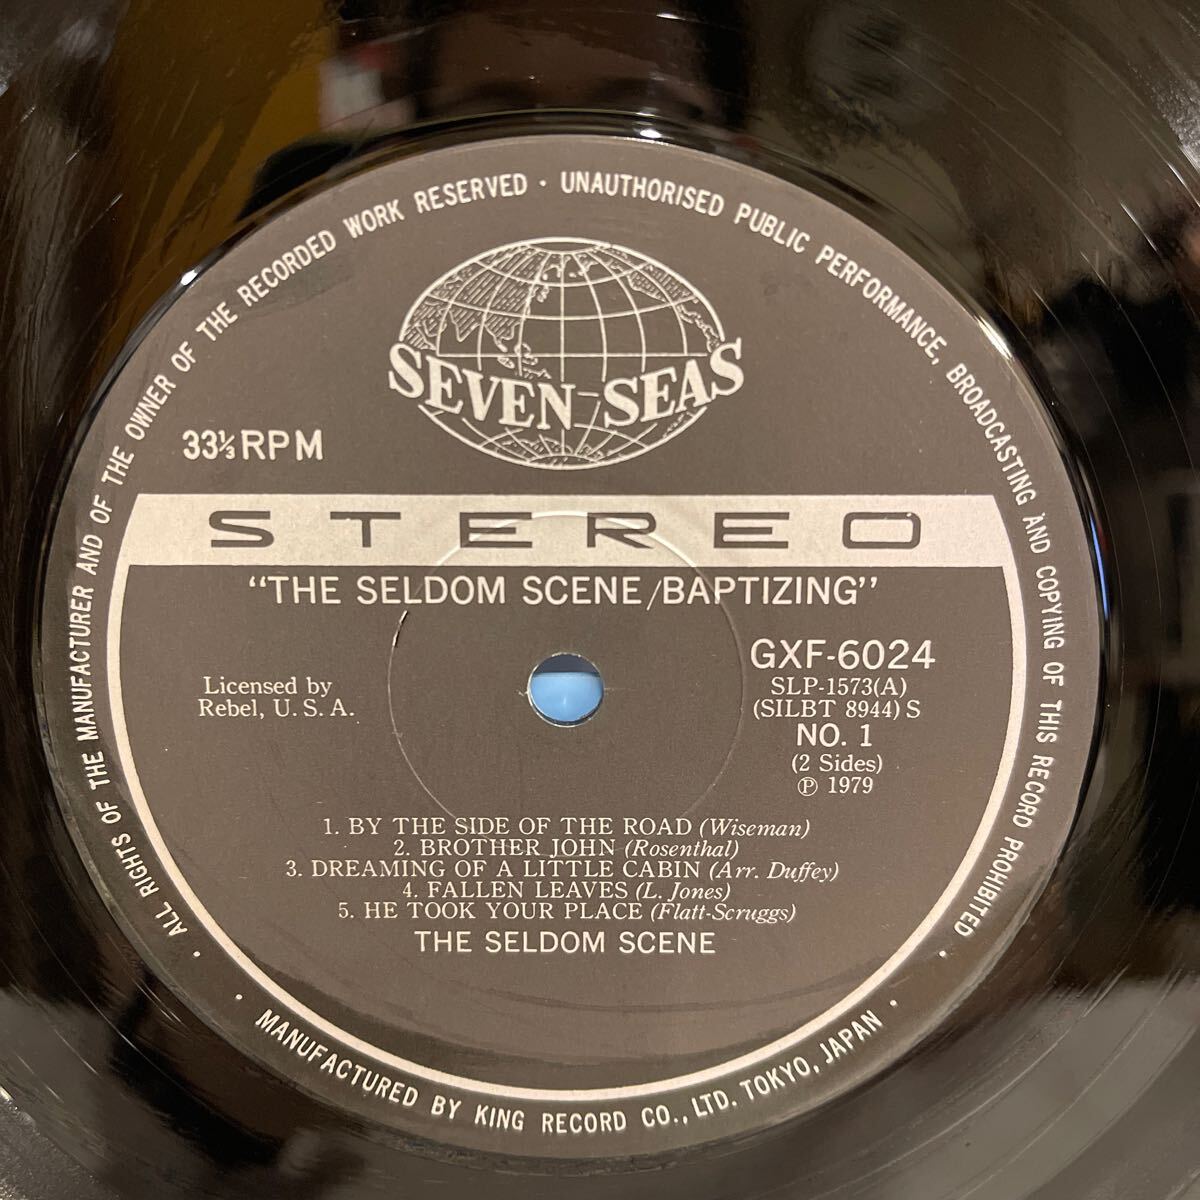 ALL RIGHTS OF THE MANUFACTURER AND OF THE OWNER OF THE RECORDED WORK RESERVED · UNAUTHORISED PUBLIC PERFORMANCE, BROADCASTING AND COPYING OF THIS RECORD PROHIBITED
SEVEN SEAS
33⅓ RPM
STEREO
“THE SELDOM SCENE/BAPTIZING”
GXF-6024
Licensed by
Rebel, U. S. A.
SLP-1573(A)
(SILBT 8944) S
NO. 1
(2 Sides)
℗ 1979
1. BY THE SIDE OF THE ROAD (Wiseman)
2. BROTHER JOHN (Rosenthal)
3. DREAMING OF A LITTLE CABIN (Arr. Duffey)
4. FALLEN LEAVES (L. Jones)
5. HE TOOK YOUR PLACE (Flatt-Scruggs)
THE SELDOM SCENE
· MANUFACTURED BY KING RECORD CO., LTD. TOKYO, JAPAN ·